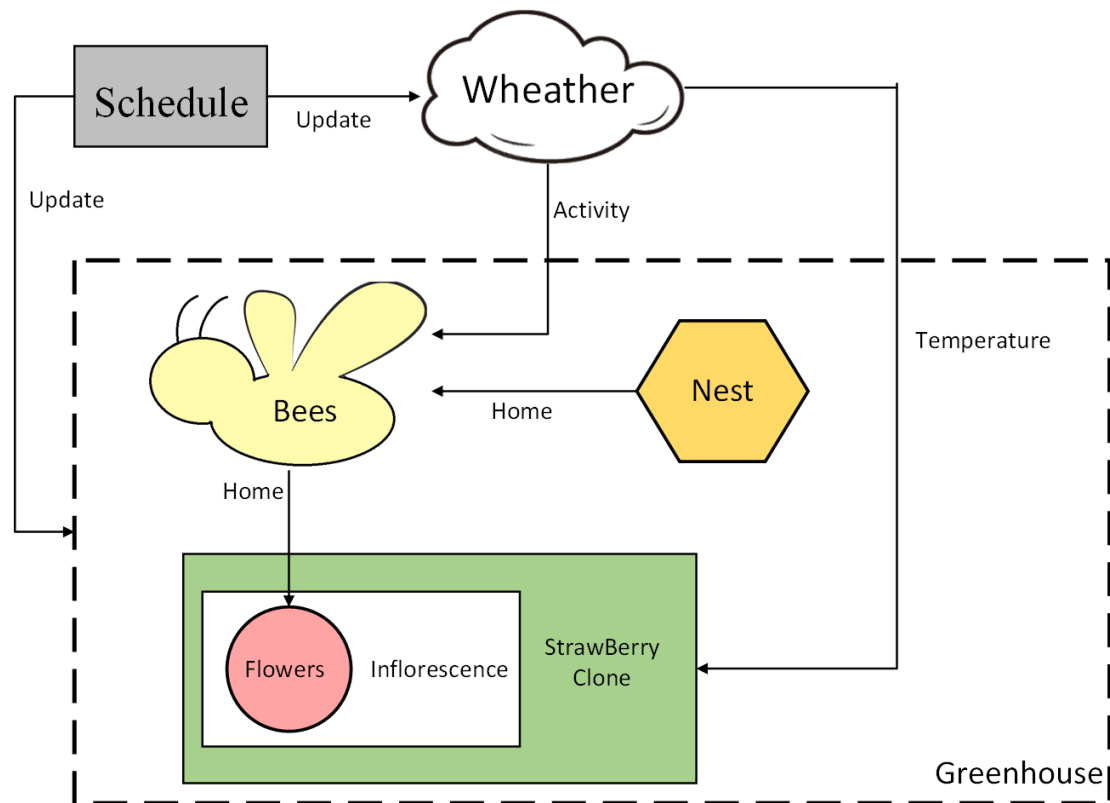 Schedule
Update
Wheather
Update
Activity
Temperature
Bees
Home
Nest
Home
Flowers
Inflorescence
StrawBerry
Clone
Greenhouse